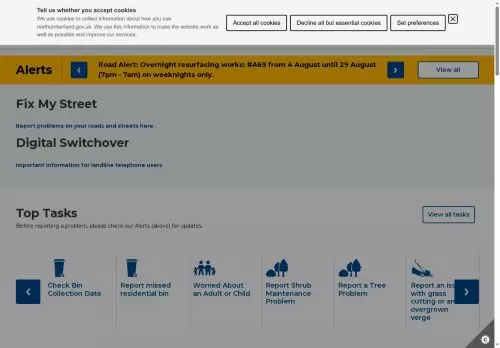 Tell us whether you accept cookies
We use cookies to collect information about how you use
northumberland.gov.uk. We use this information to make the website work as
well as possible and improve our services.
Accept all cookies
Decline all but essential cookies
Set preferences
Alerts
Road Alert: Overnight resurfacing works: #A69 from 4 August until 29 August
(7pm - 7am) on weeknights only.
View all
Fix My Street
Report problems on your roads and streets here.
Digital Switchover
Important information for landline telephone users
Top Tasks
Before reporting a problem, please check our Alerts (above) for updates.
View all tasks
Check Bin
Collection Date
Report missed
residential bin
Worried About
an Adult or Child
Report Shrub
Maintenance
Problem
Report a Tree
Problem
Report an iss
with grass
cutting or an
overgrown
verge